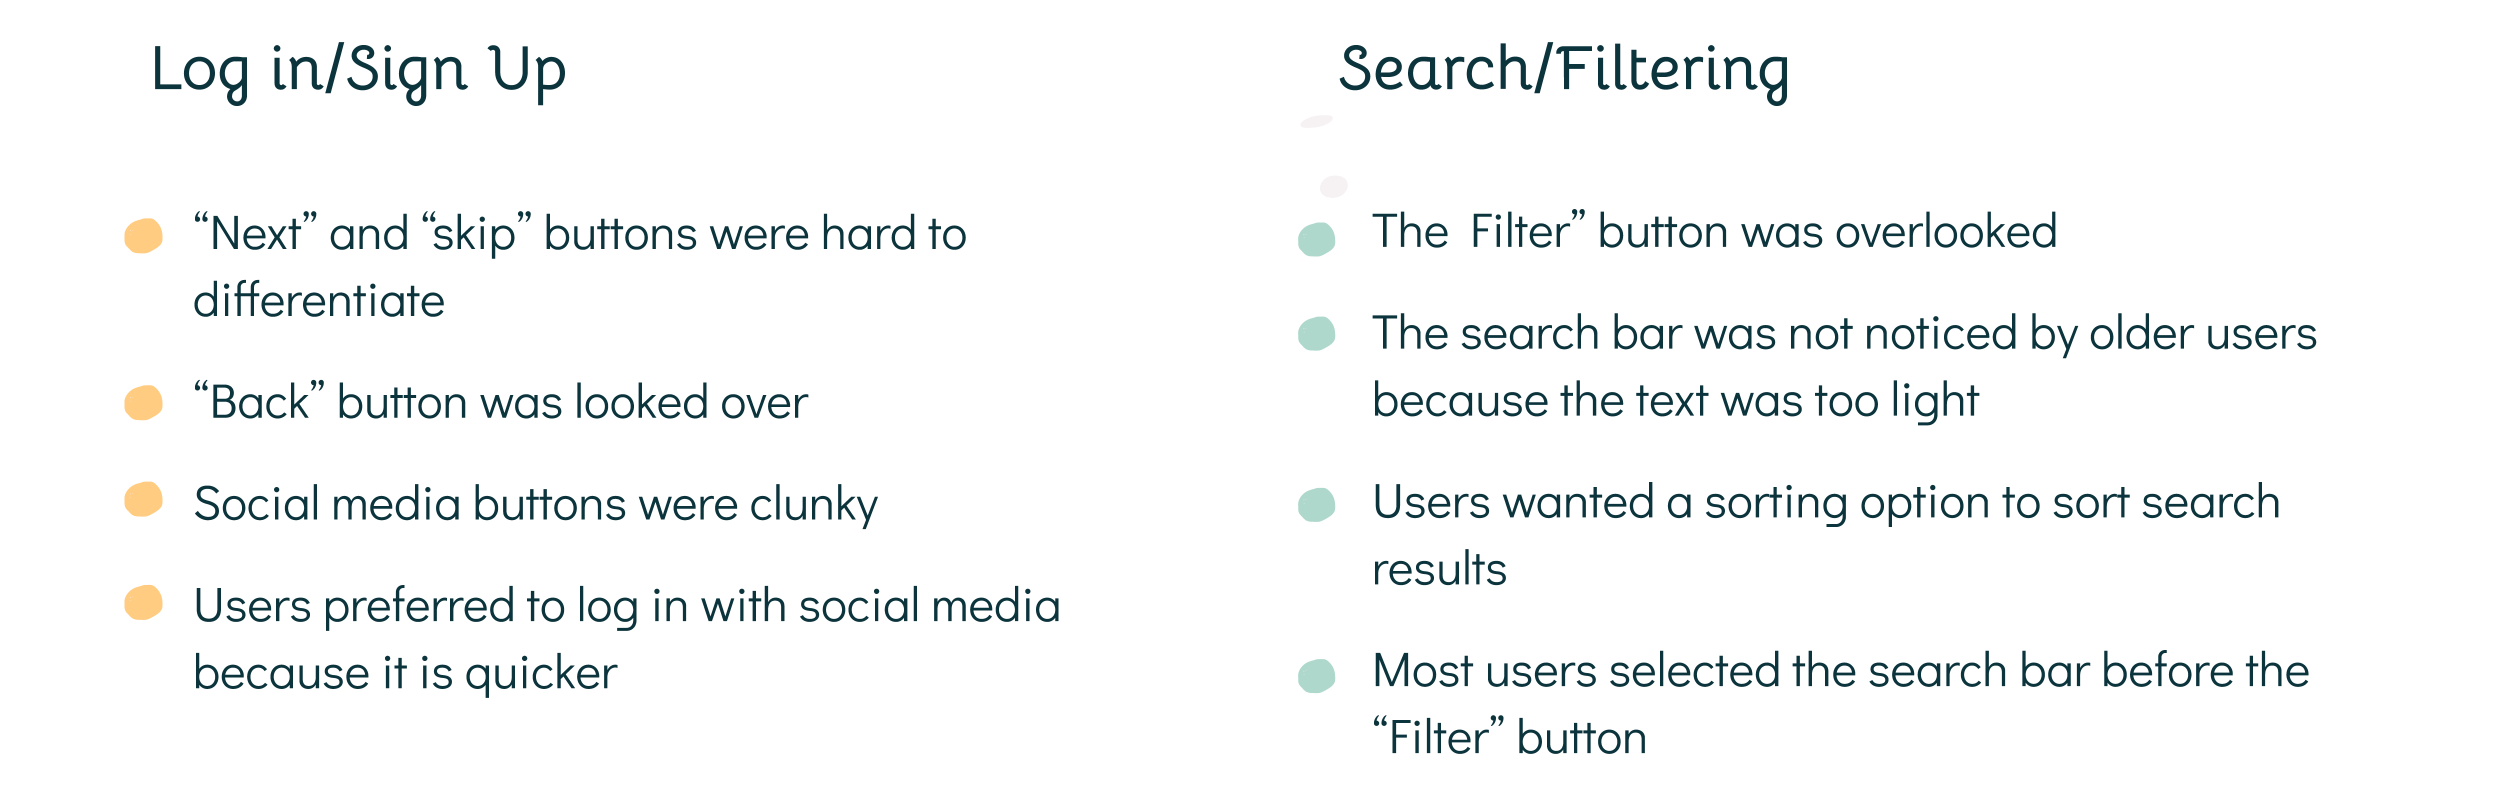 Log in/Sign Up
“Next” and “skip” buttons were hard to
differentiate
“Back” button was looked over
Social media buttons were clunky
Users preferred to log in with social media
because it is quicker
Search/Filtering
The  Filter” button was overlooked
The search bar was not noticed by older users
because the text was too light
Users wanted a sorting option to sort search
results
Most users selected the search bar before the
“Filter” button